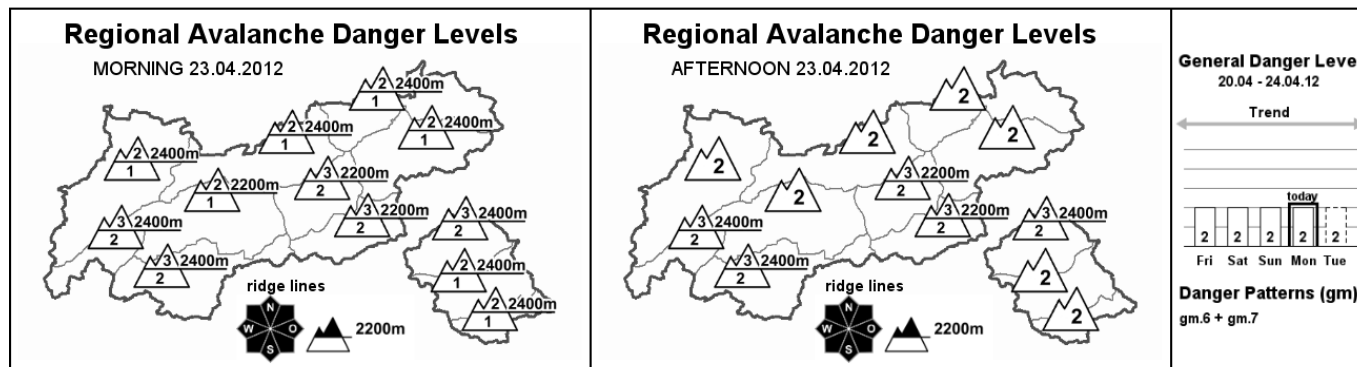 Regional Avalanche Danger Levels
MORNING 23.04.2012
2 2400m
1
2 2400m
1
2 2400m
1
2 2400m
1
3 2200m
2
2 2200m
1
3 2200m
2
3 2400m
2
3 2400m
2
3 2400m
2
2 2400m
1
2 2400m
1
ridge lines
N
W O
S
2200m
Regional Avalanche Danger Levels
AFTERNOON 23.04.2012
2
2
2
2
3 2200m
2
2
3 2200m
2
3 2400m
2
3 2400m
2
3 2400m
2
2
2
ridge lines
N
W O
S
2200m
General Danger Leve
20.04 - 24.04.12
Trend
today
2 2 2 2 2
Fri Sat Sun Mon Tue
Danger Patterns (gm)
gm.6 + gm.7